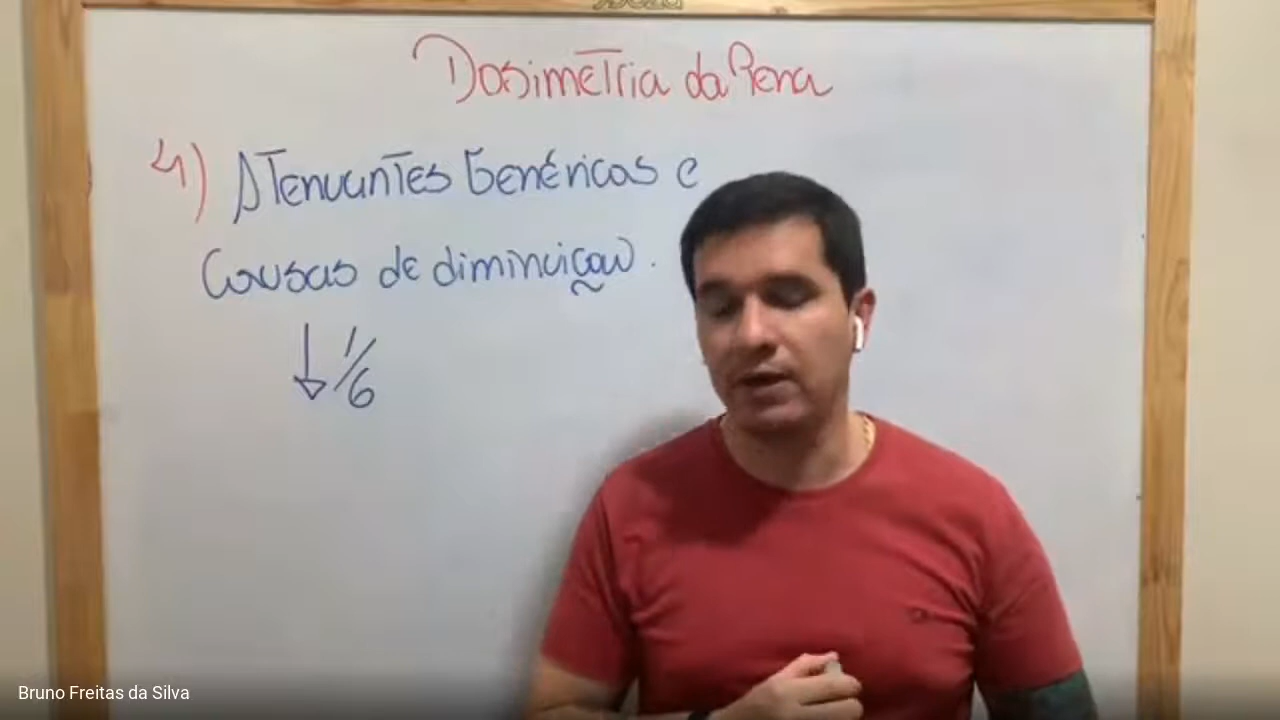 Dosimetria da Pena
4) Atenuantes Genéricas e
Causas de diminuição.
↓ 1/6
Bruno Freitas da Silva